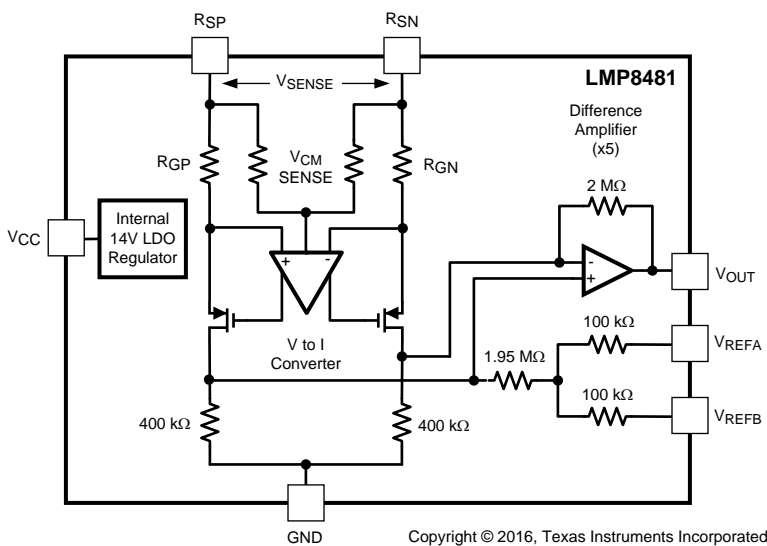 RSP
RSN
VSENSE
LMP8481
Difference
Amplifier
(x5)
RGP
VCM
SENSE
RGN
2 MΩ
VCC
Internal
14V LDO
Regulator
+
-
-
+
VOUT
V to I
Converter
1.95 MΩ
100 kΩ
VREFA
100 kΩ
VREFB
400 kΩ
400 kΩ
GND
Copyright © 2016, Texas Instruments Incorporated